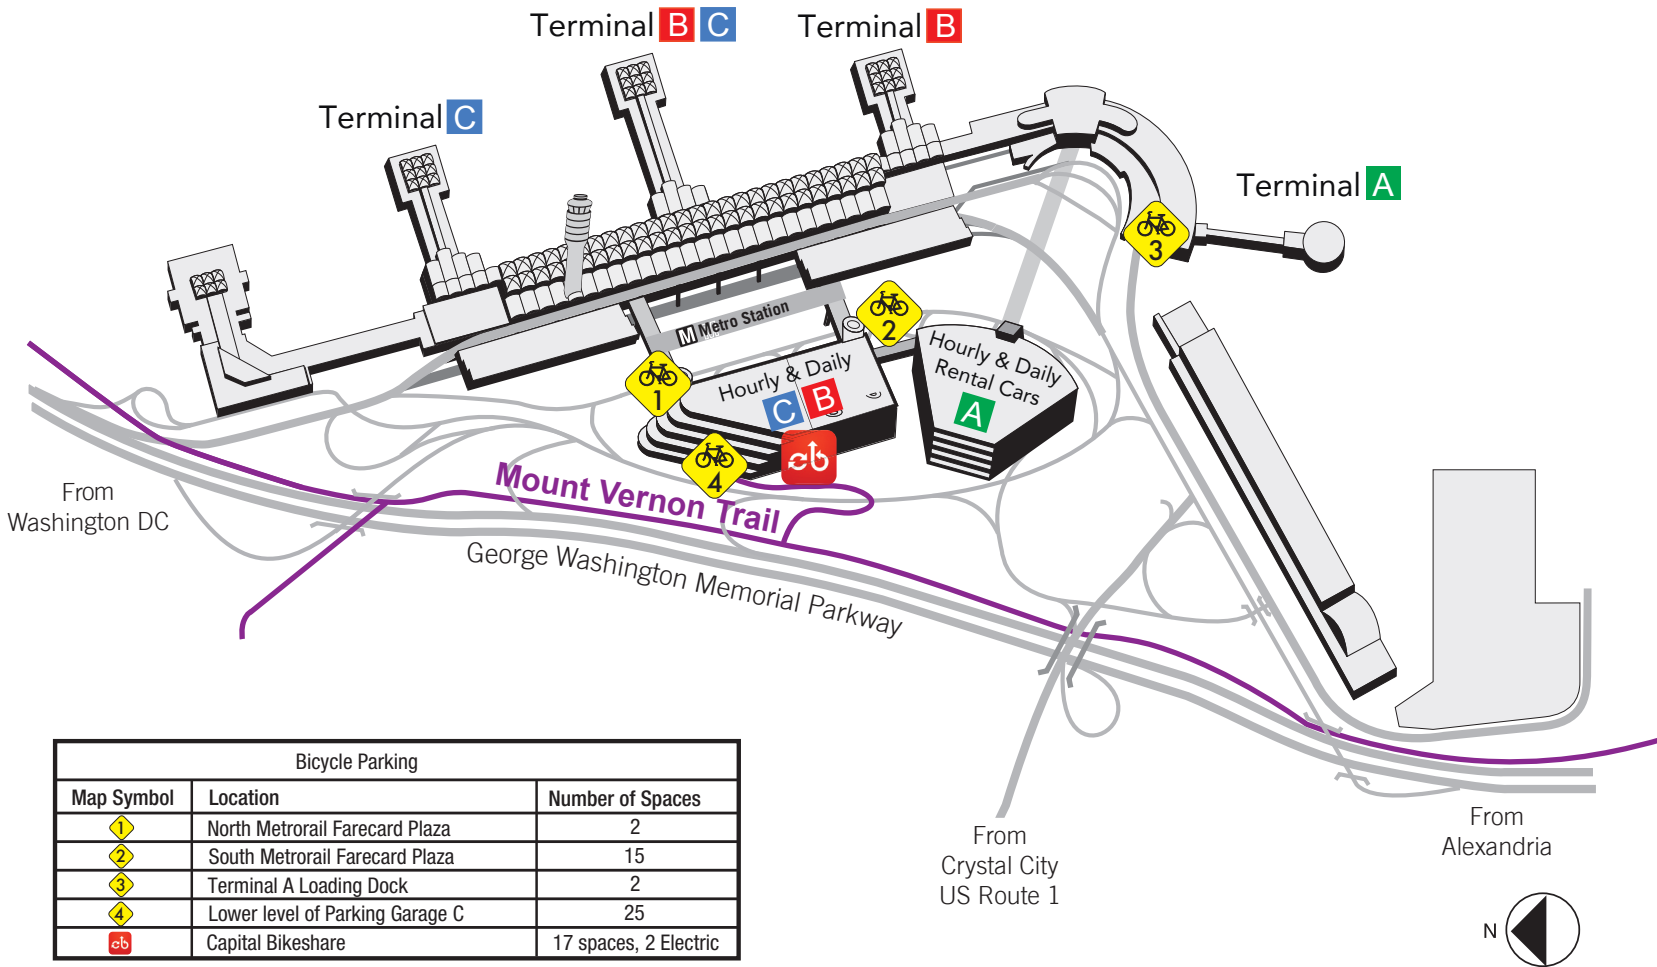 Terminal B C
Terminal B
Terminal C
Terminal A
3
2
M Metro Station
1
Hourly & Daily
C B
Hourly & Daily
Rental Cars
A
4
cb
Mount Vernon Trail
From
Washington DC
George Washington Memorial Parkway
From
Crystal City
US Route 1
From
Alexandria
N
Bicycle Parking
Map Symbol Location Number of Spaces
1 North Metrorail Farecard Plaza 2
2 South Metrorail Farecard Plaza 15
3 Terminal A Loading Dock 2
4 Lower level of Parking Garage C 25
cb Capital Bikeshare 17 spaces, 2 Electric